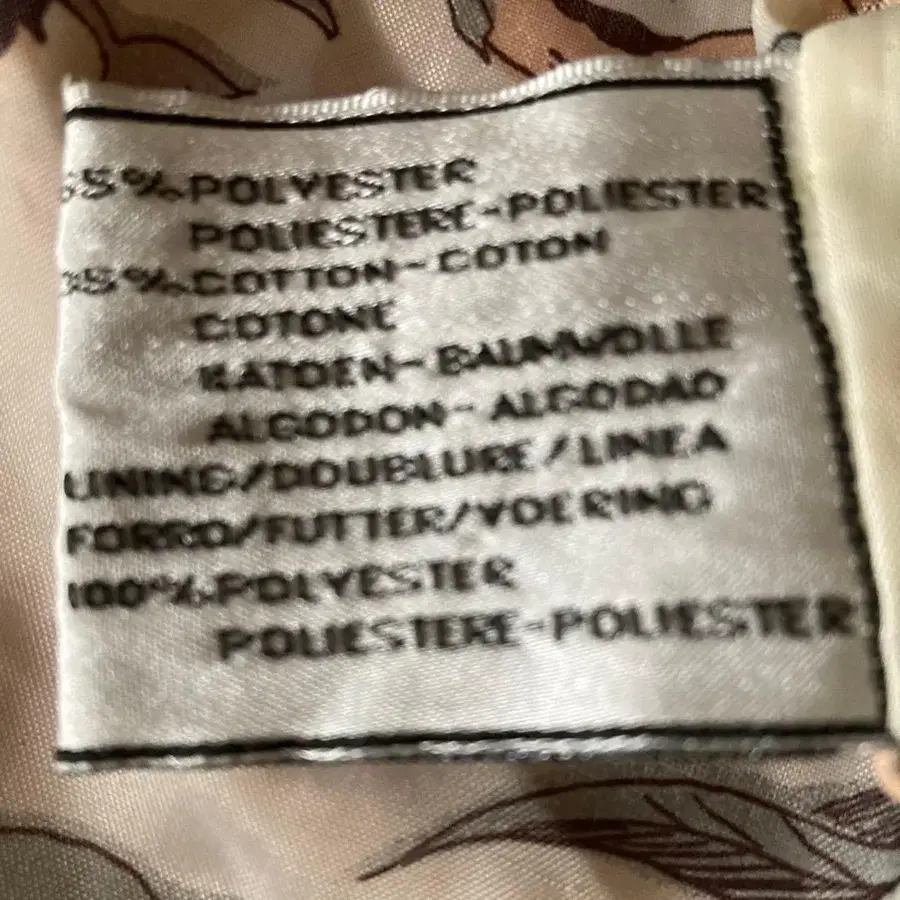 5%POLYESTER
POLIESTERE-POLIESTER
5%COTTON-COTON
COTONE
KATOEN-BAUMWOLLE
ALGODON-ALGODAO
LINING/DOUBLURE/LINEA
FORRO/FUTTER/VOERING
100%POLYESTER
POLIESTERE-POLIESTER